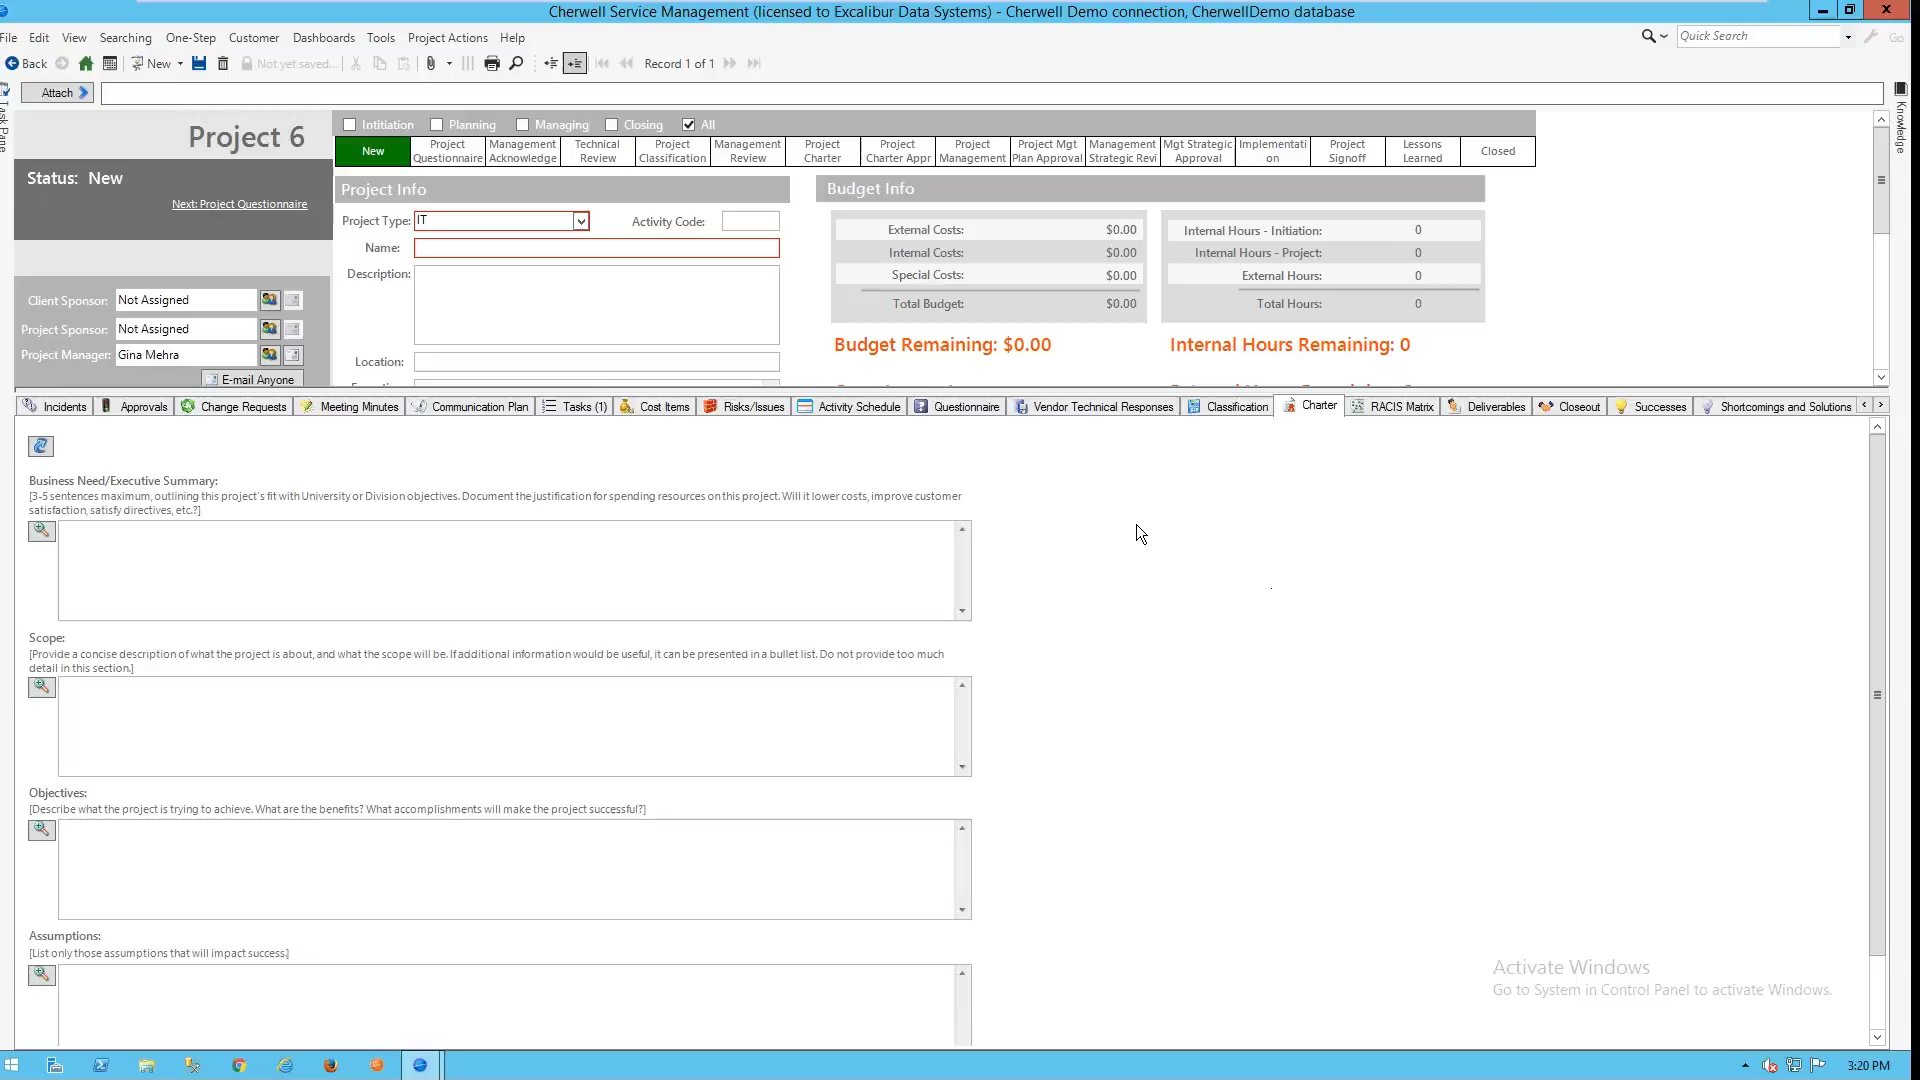 Cherwell Service Management (licensed to Excalibur Data Systems) - Cherwell Demo connection, CherwellDemo database
File Edit View Searching One-Step Customer Dashboards Tools Project Actions Help
Quick Search Go
Back New Not yet saved... Record 1 of 1
Attach
Task Pane
Knowledge
Project 6
Intitiation Planning Managing Closing All
New
Project Questionnaire
Management Acknowledge
Technical Review
Project Classification
Management Review
Project Charter
Project Charter Appr
Project Management
Project Mgt Plan Approval
Management Strategic Revi
Mgt Strategic Approval
Implementati on
Project Signoff
Lessons Learned
Closed
Status: New
Next: Project Questionnaire
Client Sponsor: Not Assigned
Project Sponsor: Not Assigned
Project Manager: Gina Mehra
E-mail Anyone
Project Info
Project Type: IT
Activity Code:
Name:
Description:
Location:
Budget Info
External Costs: $0.00
Internal Costs: $0.00
Special Costs: $0.00
Total Budget: $0.00
Internal Hours - Initiation: 0
Internal Hours - Project: 0
External Hours: 0
Total Hours: 0
Budget Remaining: $0.00
Internal Hours Remaining: 0
Incidents Approvals Change Requests Meeting Minutes Communication Plan Tasks (1) Cost Items Risks/Issues Activity Schedule Questionnaire Vendor Technical Responses Classification Charter RACIS Matrix Deliverables Closeout Successes Shortcomings and Solutions
Business Need/Executive Summary:
[3-5 sentences maximum, outlining this project's fit with University or Division objectives. Document the justification for spending resources on this project. Will it lower costs, improve customer
satisfaction, satisfy directives, etc.?]
Scope:
[Provide a concise description of what the project is about, and what the scope will be. If additional information would be useful, it can be presented in a bullet list. Do not provide too much
detail in this section.]
Objectives:
[Describe what the project is trying to achieve. What are the benefits? What accomplishments will make the project successful?]
Assumptions:
[List only those assumptions that will impact success.]
Activate Windows
Go to System in Control Panel to activate Windows.
3:20 PM